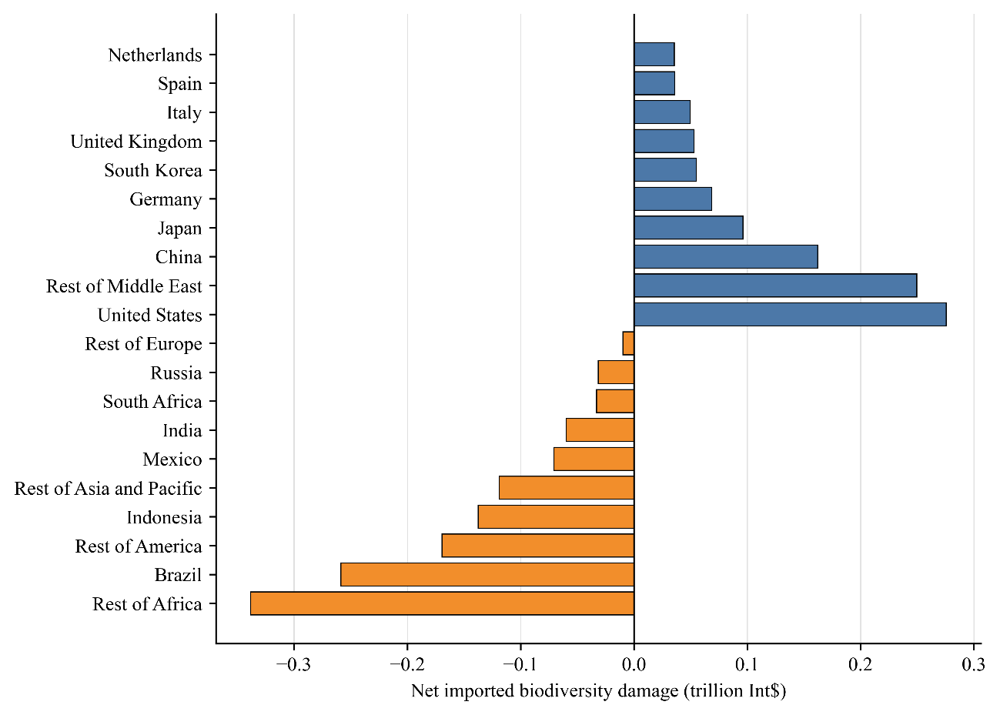 Netherlands
Spain
Italy
United Kingdom
South Korea
Germany
Japan
China
Rest of Middle East
United States
Rest of Europe
Russia
South Africa
India
Mexico
Rest of Asia and Pacific
Indonesia
Rest of America
Brazil
Rest of Africa
−0.3 −0.2 −0.1 0.0 0.1 0.2 0.3
Net imported biodiversity damage (trillion Int$)